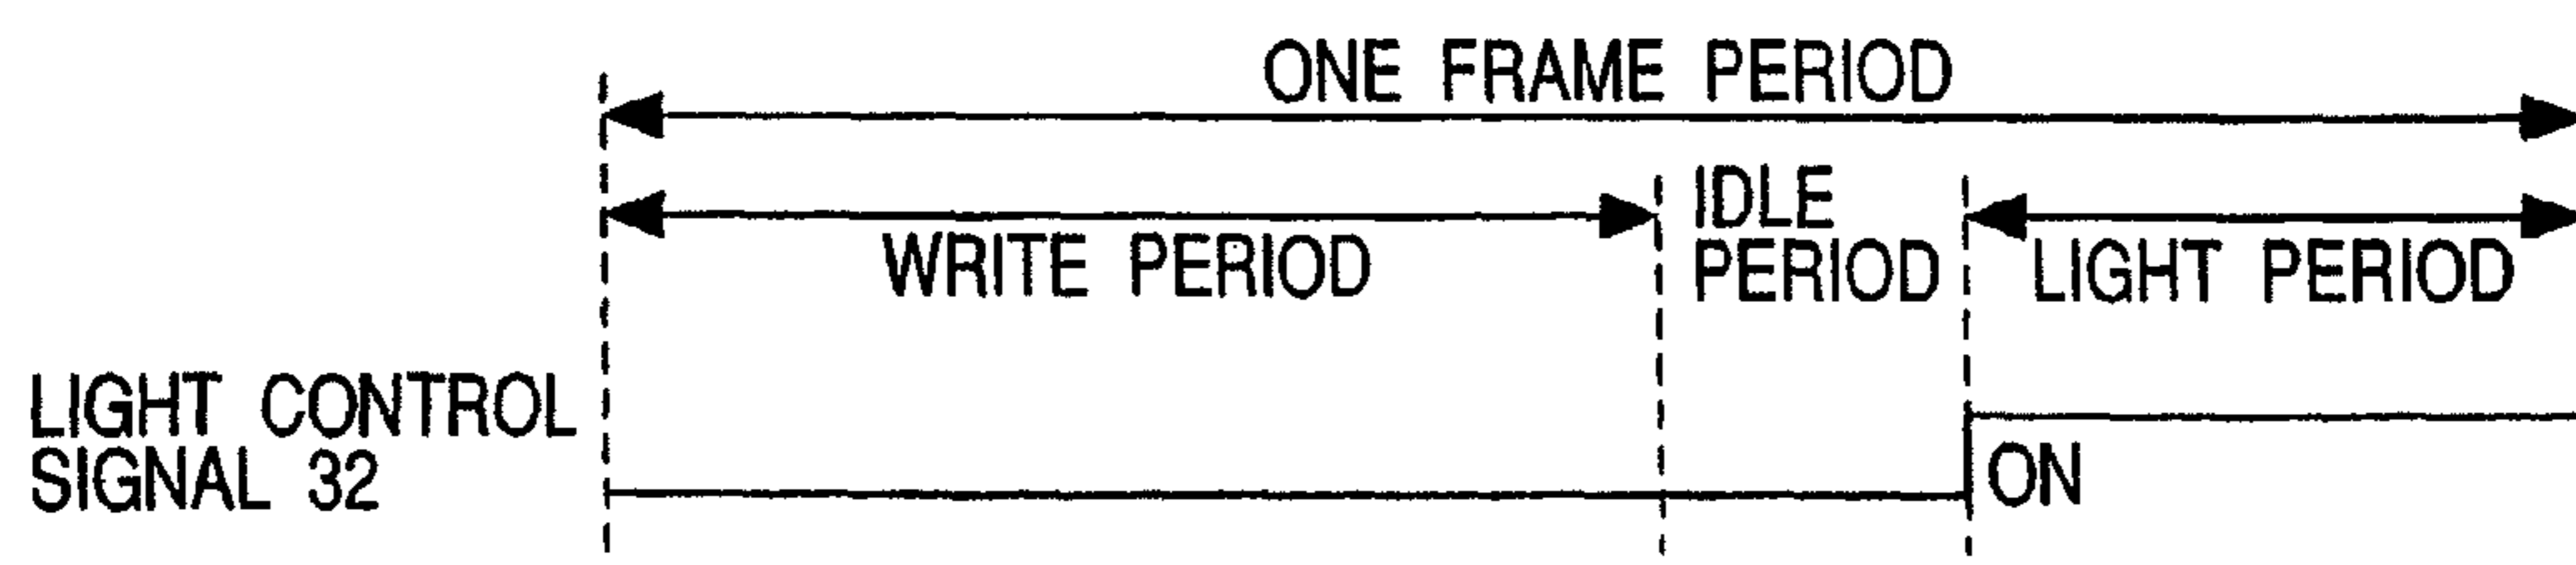 ONE FRAME PERIOD
WRITE PERIOD
IDLE
PERIOD
LIGHT PERIOD
LIGHT CONTROL
SIGNAL 32
ON